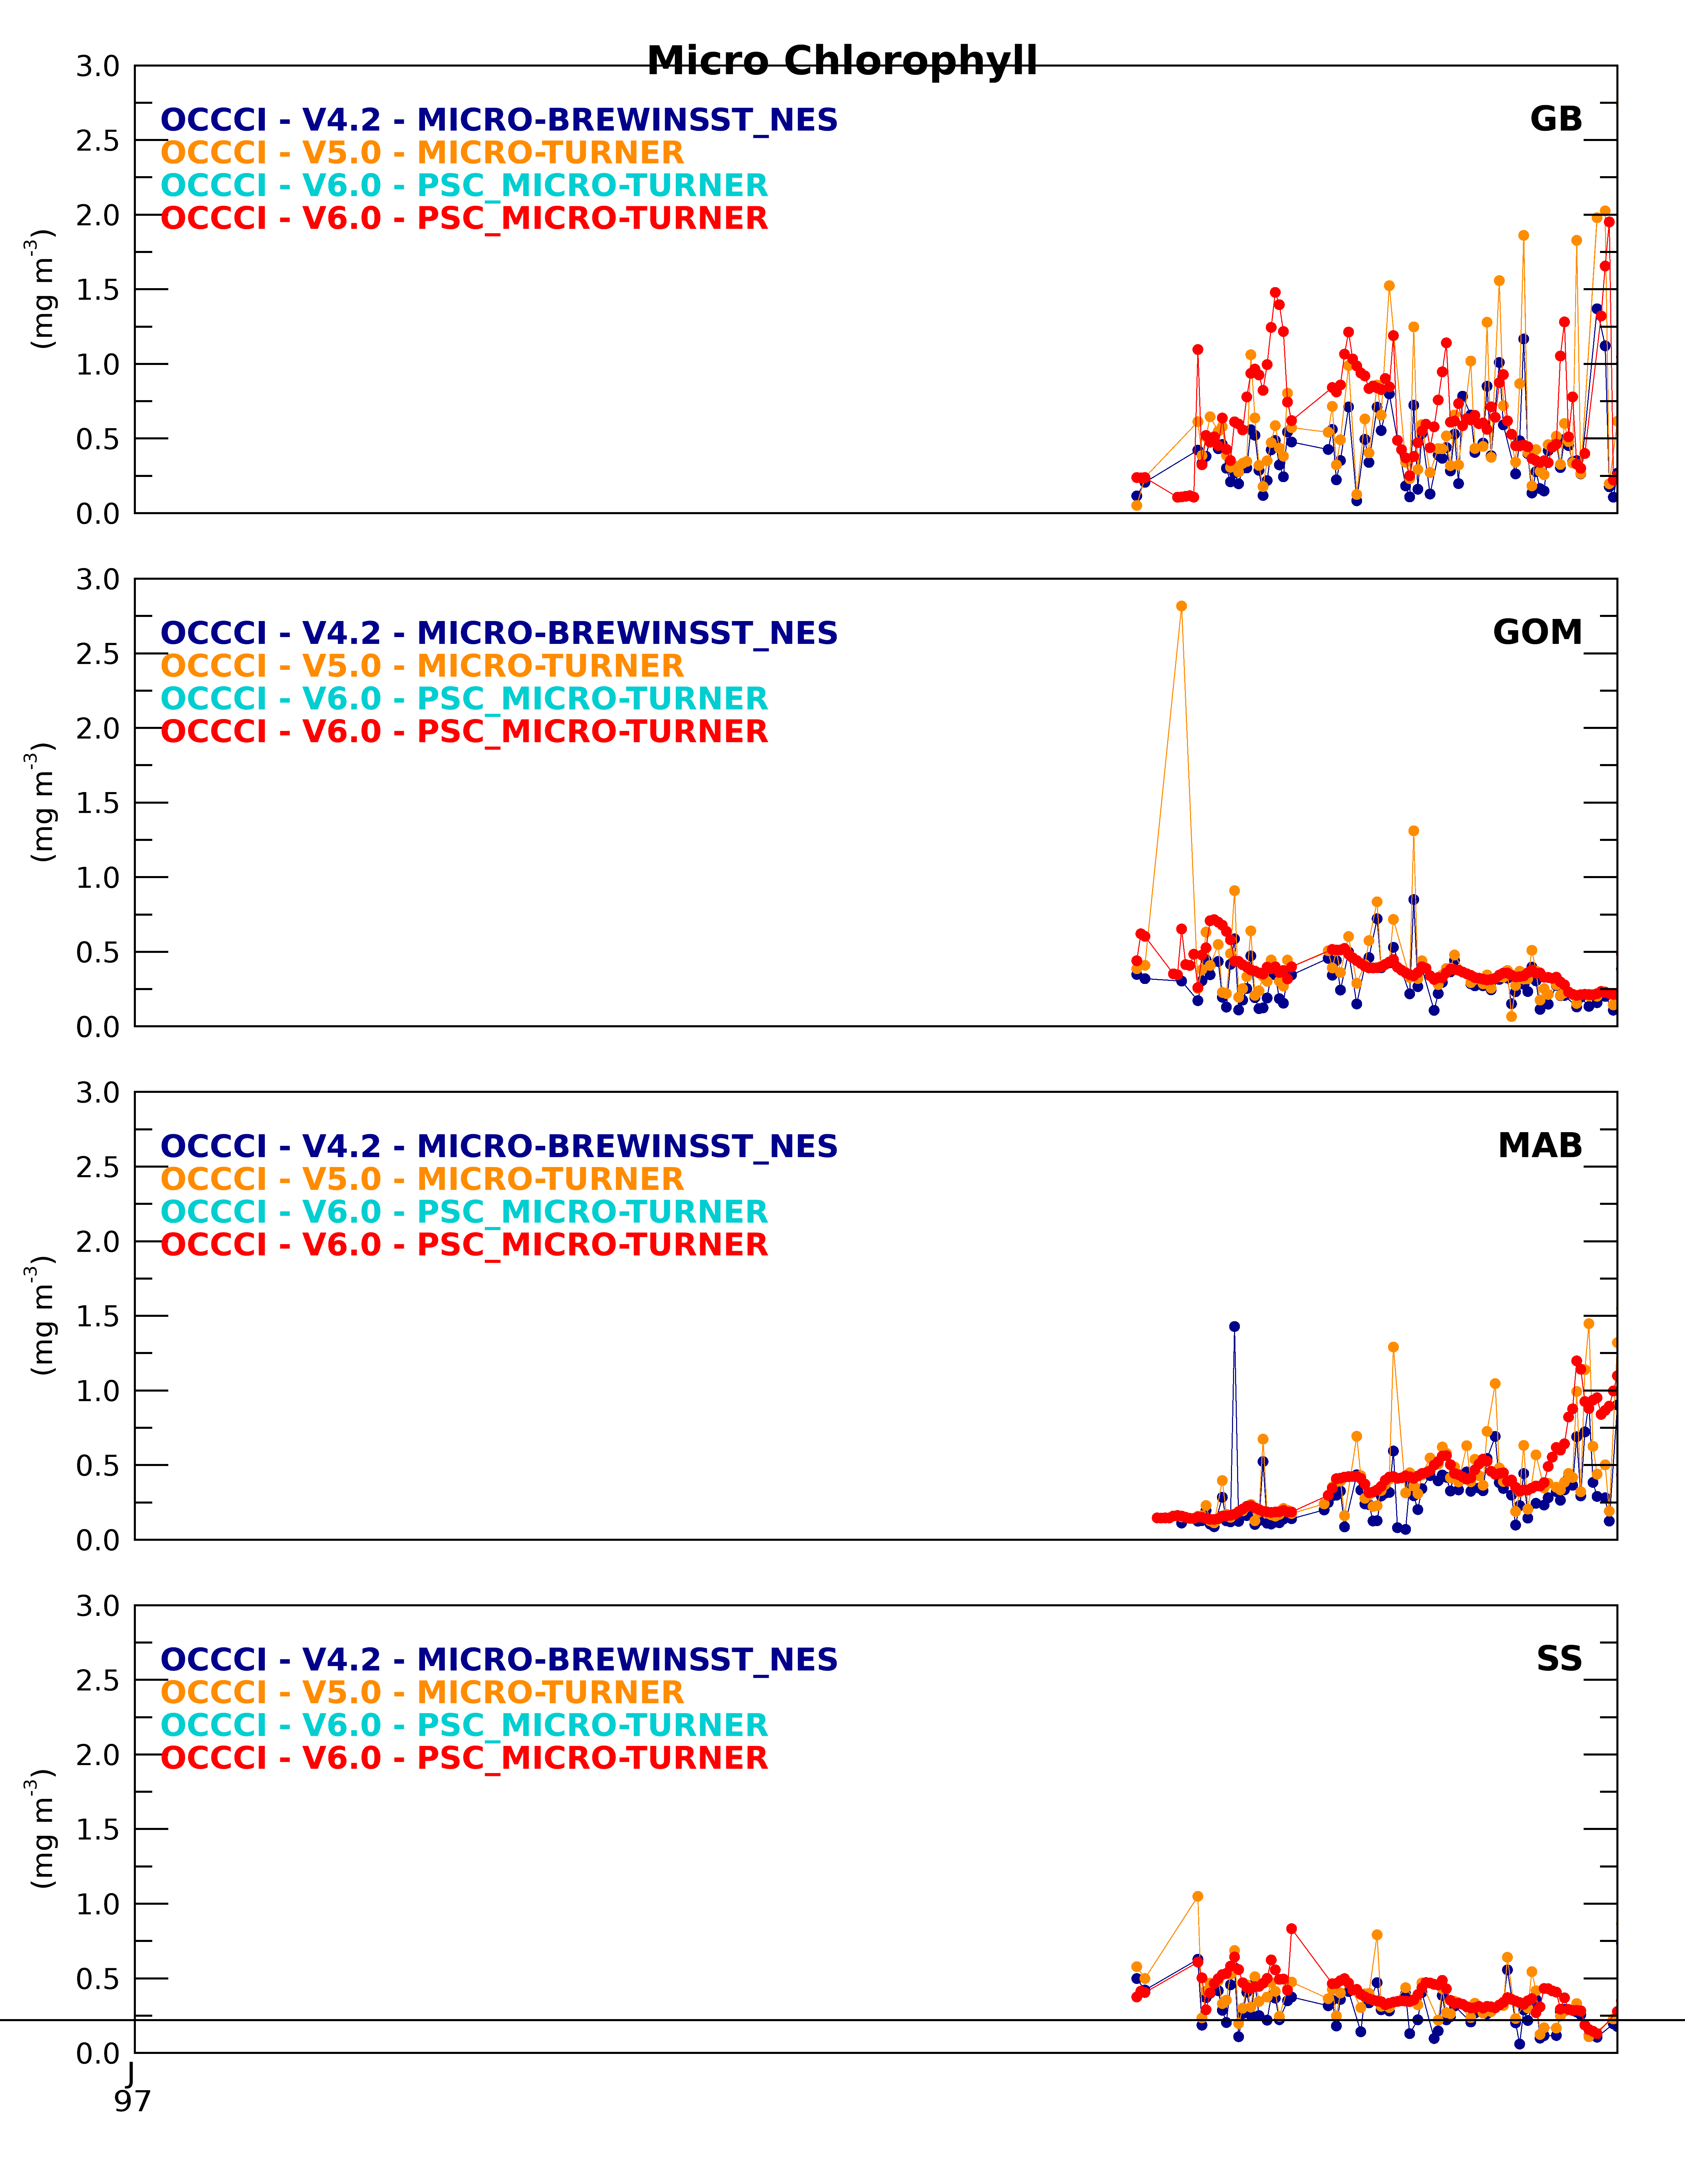 Micro Chlorophyll
3.0
OCCCI - V4.2 - MICRO-BREWINSST_NES
GB
2.5
OCCCI - V5.0 - MICRO-TURNER
OCCCI - V6.0 - PSC_MICRO-TURNER
2.0
OCCCI - V6.0 - PSC_MICRO-TURNER
(mg m-3)
1.5
1.0
0.5
0.0
3.0
OCCCI - V4.2 - MICRO-BREWINSST_NES
GOM
2.5
OCCCI - V5.0 - MICRO-TURNER
OCCCI - V6.0 - PSC_MICRO-TURNER
2.0
OCCCI - V6.0 - PSC_MICRO-TURNER
(mg m-3)
1.5
1.0
0.5
0.0
3.0
OCCCI - V4.2 - MICRO-BREWINSST_NES
MAB
2.5
OCCCI - V5.0 - MICRO-TURNER
OCCCI - V6.0 - PSC_MICRO-TURNER
2.0
OCCCI - V6.0 - PSC_MICRO-TURNER
(mg m-3)
1.5
1.0
0.5
0.0
3.0
OCCCI - V4.2 - MICRO-BREWINSST_NES
SS
2.5
OCCCI - V5.0 - MICRO-TURNER
OCCCI - V6.0 - PSC_MICRO-TURNER
2.0
OCCCI - V6.0 - PSC_MICRO-TURNER
(mg m-3)
1.5
1.0
0.5
0.0
J
97